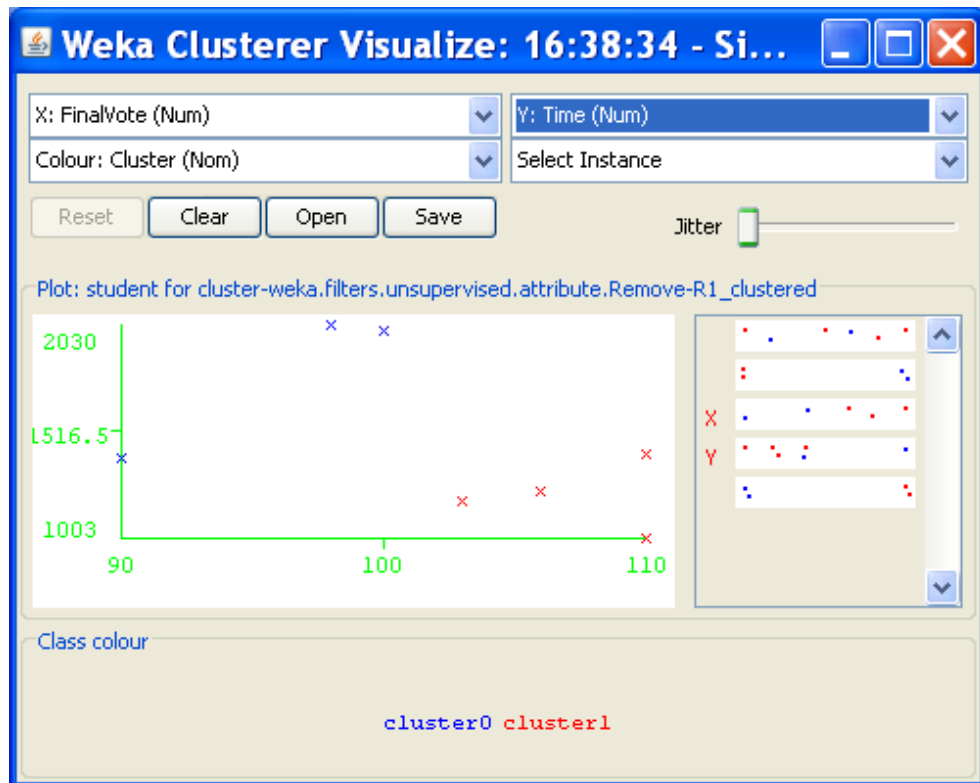 Weka Clusterer Visualize: 16:38:34 - Si...
X: FinalVote (Num) Y: Time (Num)
Colour: Cluster (Nom) Select Instance
Reset Clear Open Save Jitter
Plot: student for cluster-weka.filters.unsupervised.attribute.Remove-R1_clustered
2030
1516.5
1003
90 100 110
X
Y
Class colour
cluster0 cluster1